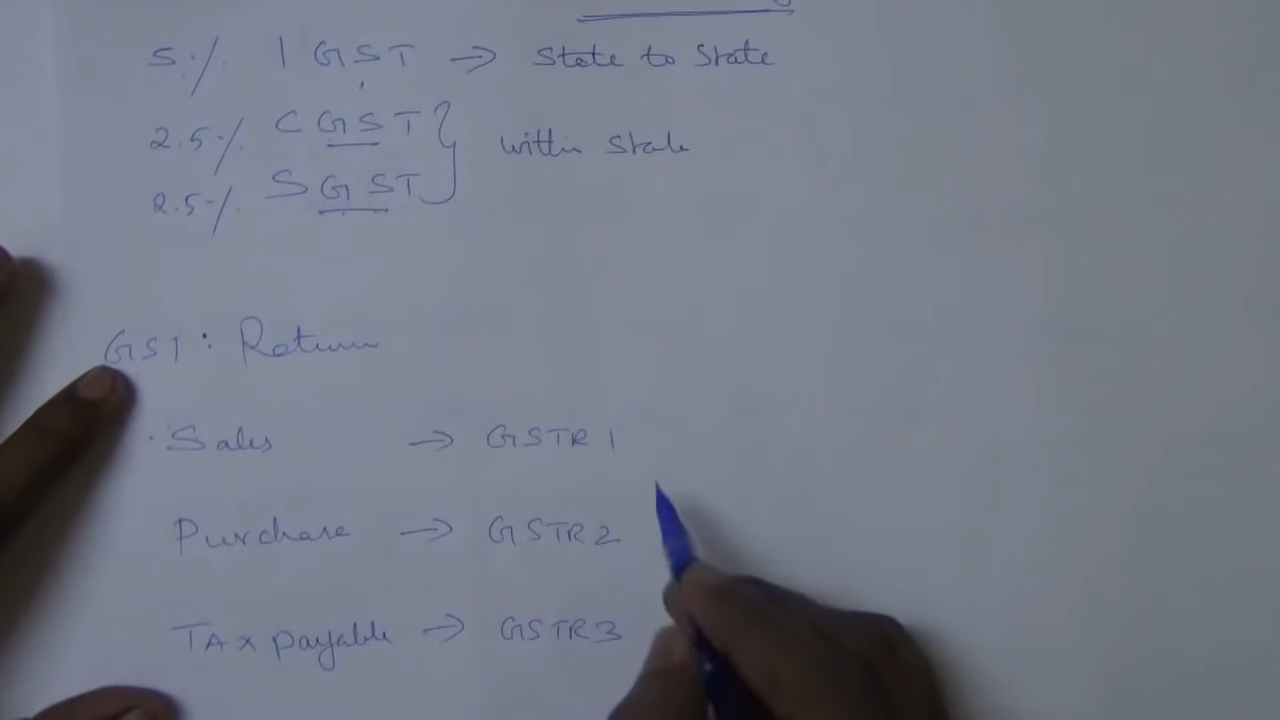 5% IGST → State to State
2.5% CGST } within State
2.5% SGST
GST: Return
· Sales → GSTR 1
Purchase → GSTR 2
TAx payable → GSTR 3